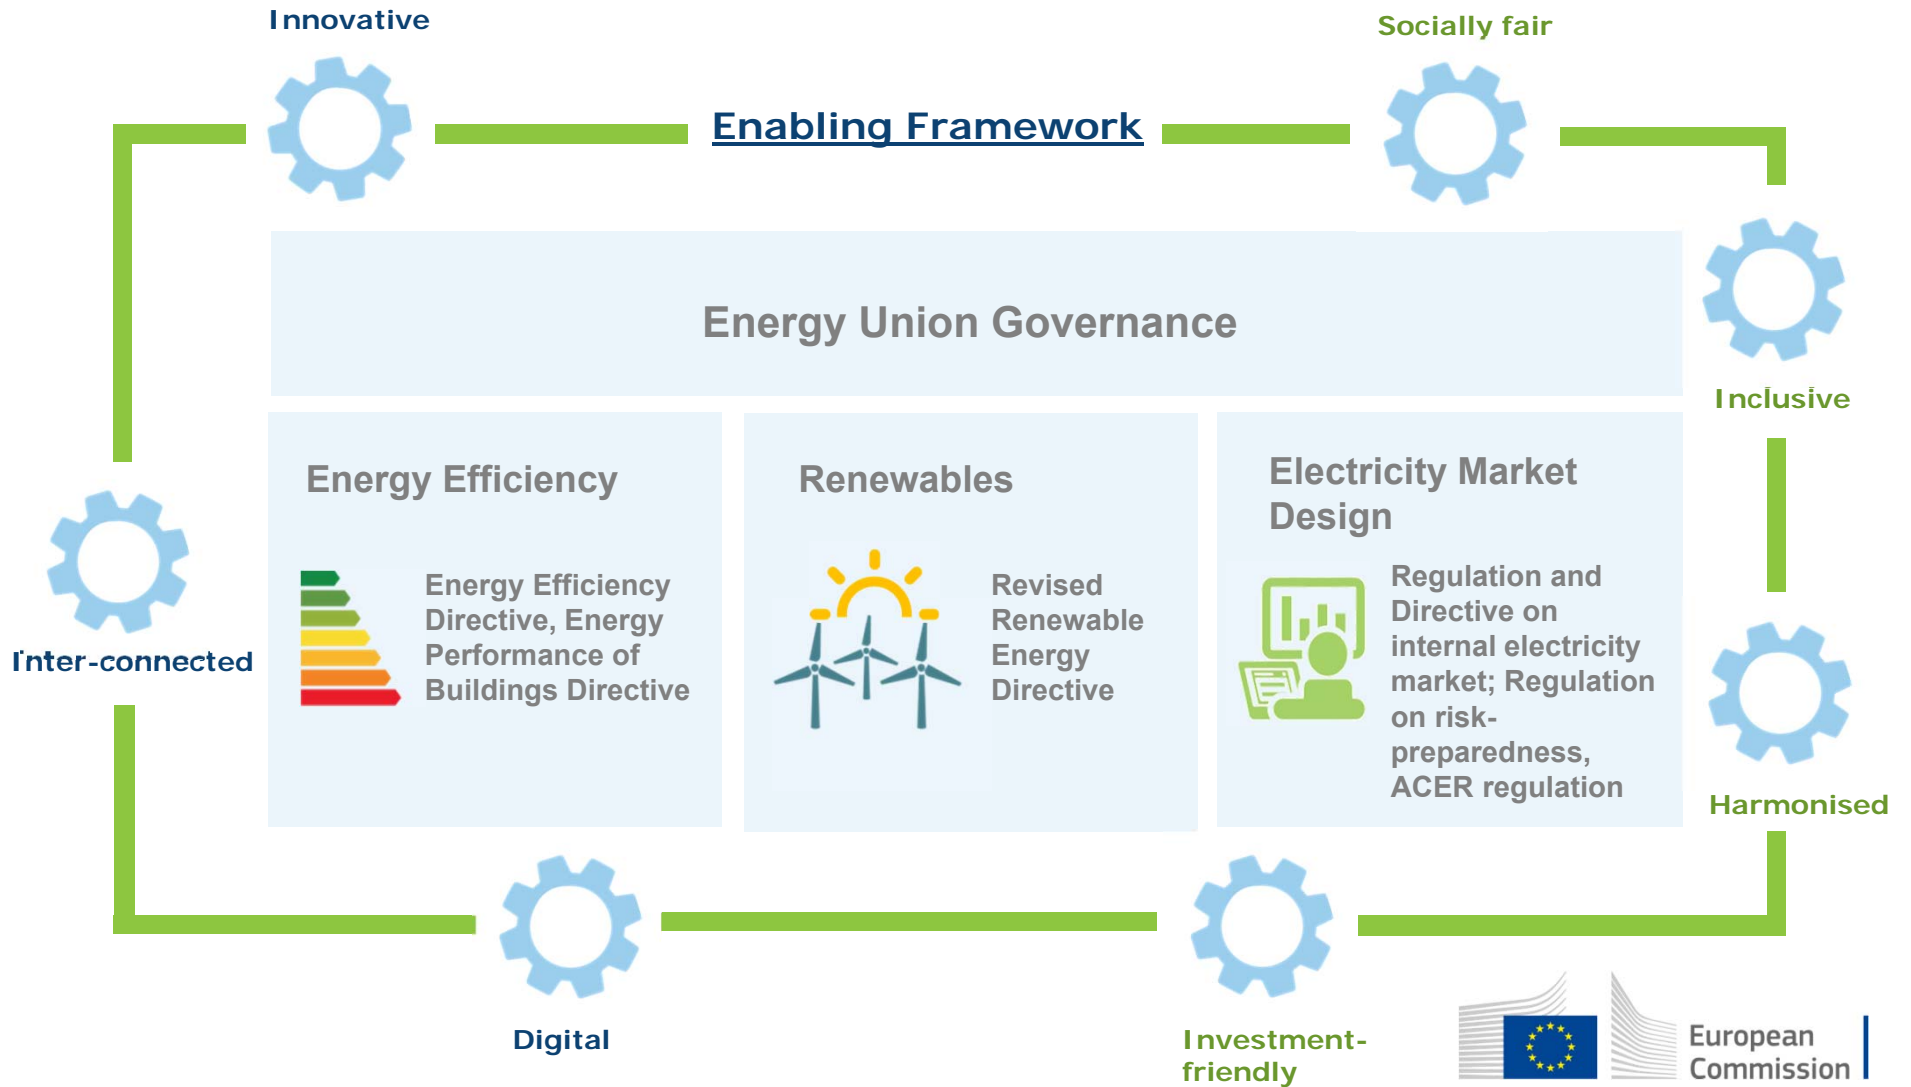 Innovative
Socially fair
Enabling Framework
Energy Union Governance
Inclusive
Energy Efficiency
Energy Efficiency
Directive, Energy
Performance of
Buildings Directive
Renewables
Revised
Renewable
Energy
Directive
Electricity Market
Design
Regulation and
Directive on
internal electricity
market; Regulation
on risk-
preparedness,
ACER regulation
Inter-connected
Harmonised
Digital
Investment-
friendly
European
Commission